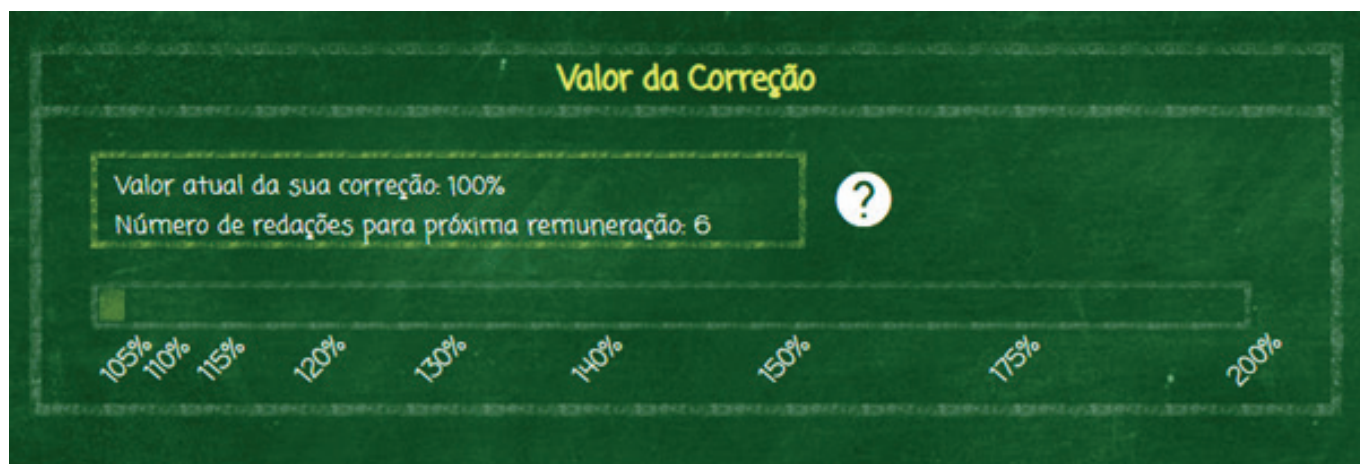 Valor da Correção
Valor atual da sua correção: 100%
?
Número de redações para próxima remuneração: 6
105% 110% 115% 120% 130% 140% 150% 175% 200%